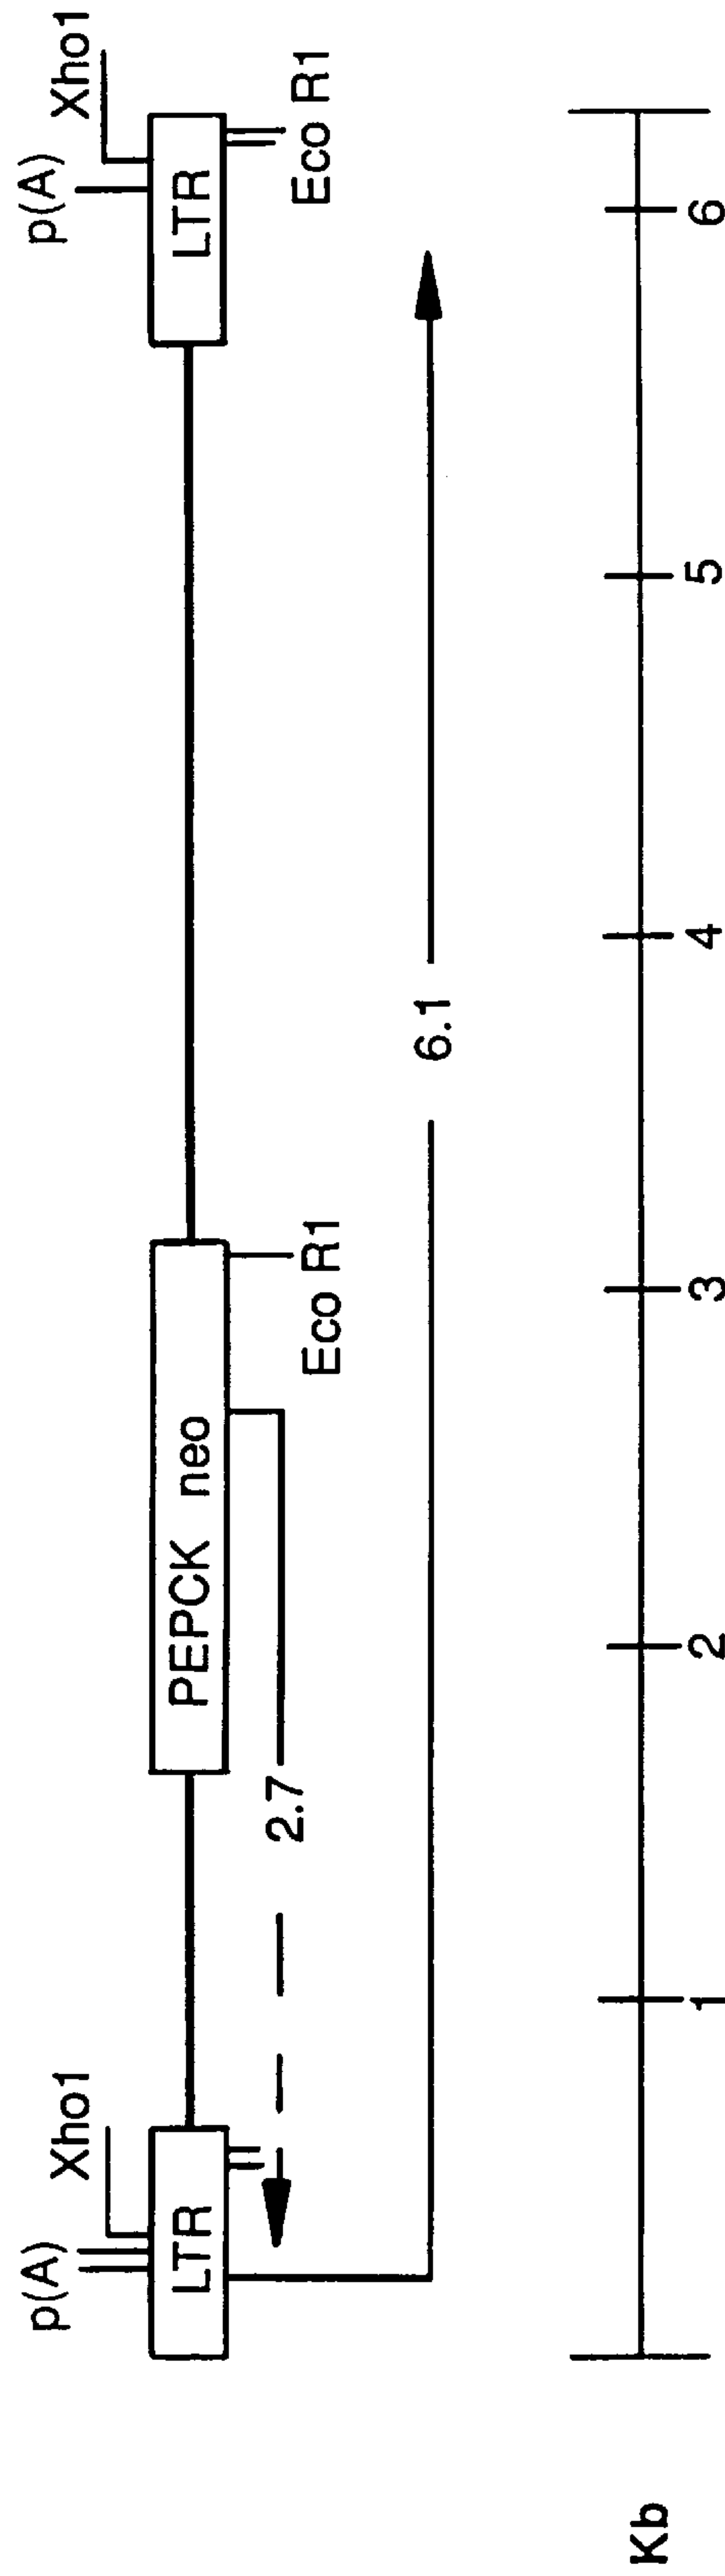 p(A) Xho1 p(A) Xho1
LTR PEPCK neo LTR
Eco R1 Eco R1
2.7
6.1
Kb 1 2 3 4 5 6